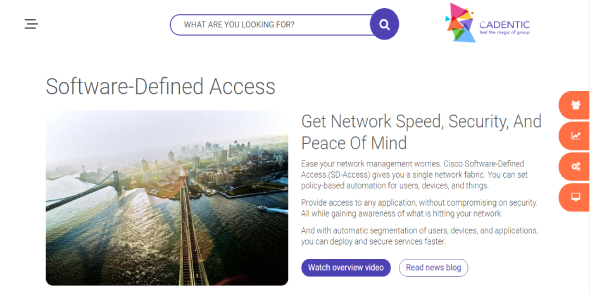 WHAT ARE YOU LOOKING FOR?
CADENTIC
feel the magic of group
Software-Defined Access
Get Network Speed, Security, And
Peace Of Mind
Ease your network management worries. Cisco Software-Defined
Access (SD-Access) gives you a single network fabric. You can set
policy-based automation for users, devices, and things.
Provide access to any application, without compromising on security.
All while gaining awareness of what is hitting your network.
And with automatic segmentation of users, devices, and applications,
you can deploy and secure services faster.
Watch overview video
Read news blog